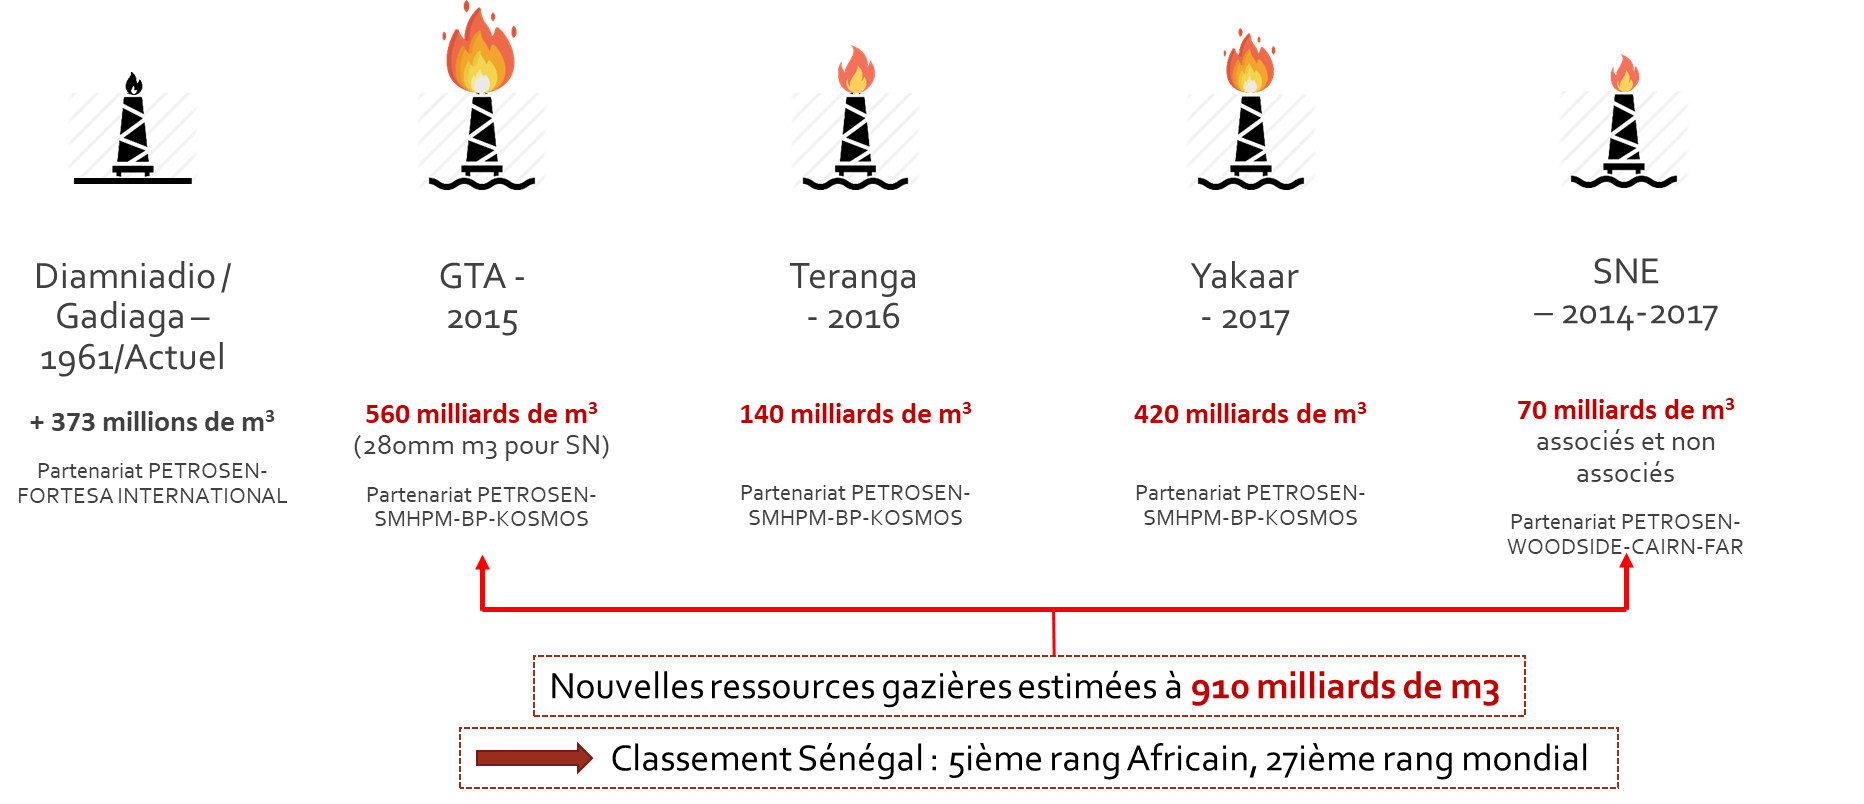 Diamniadio /
Gadiaga –
1961/Actuel
+ 373 millions de m³
Partenariat PETROSEN-
FORTESA INTERNATIONAL
GTA -
2015
560 milliards de m³
(280mm m3 pour SN)
Partenariat PETROSEN-
SMHPM-BP-KOSMOS
Teranga
- 2016
140 milliards de m³
Partenariat PETROSEN-
SMHPM-BP-KOSMOS
Yakaar
- 2017
420 milliards de m³
Partenariat PETROSEN-
SMHPM-BP-KOSMOS
SNE
– 2014-2017
70 milliards de m³
associés et non
associés
Partenariat PETROSEN-
WOODSIDE-CAIRN-FAR
Nouvelles ressources gazières estimées à 910 milliards de m3
Classement Sénégal : 5ième rang Africain, 27ième rang mondial